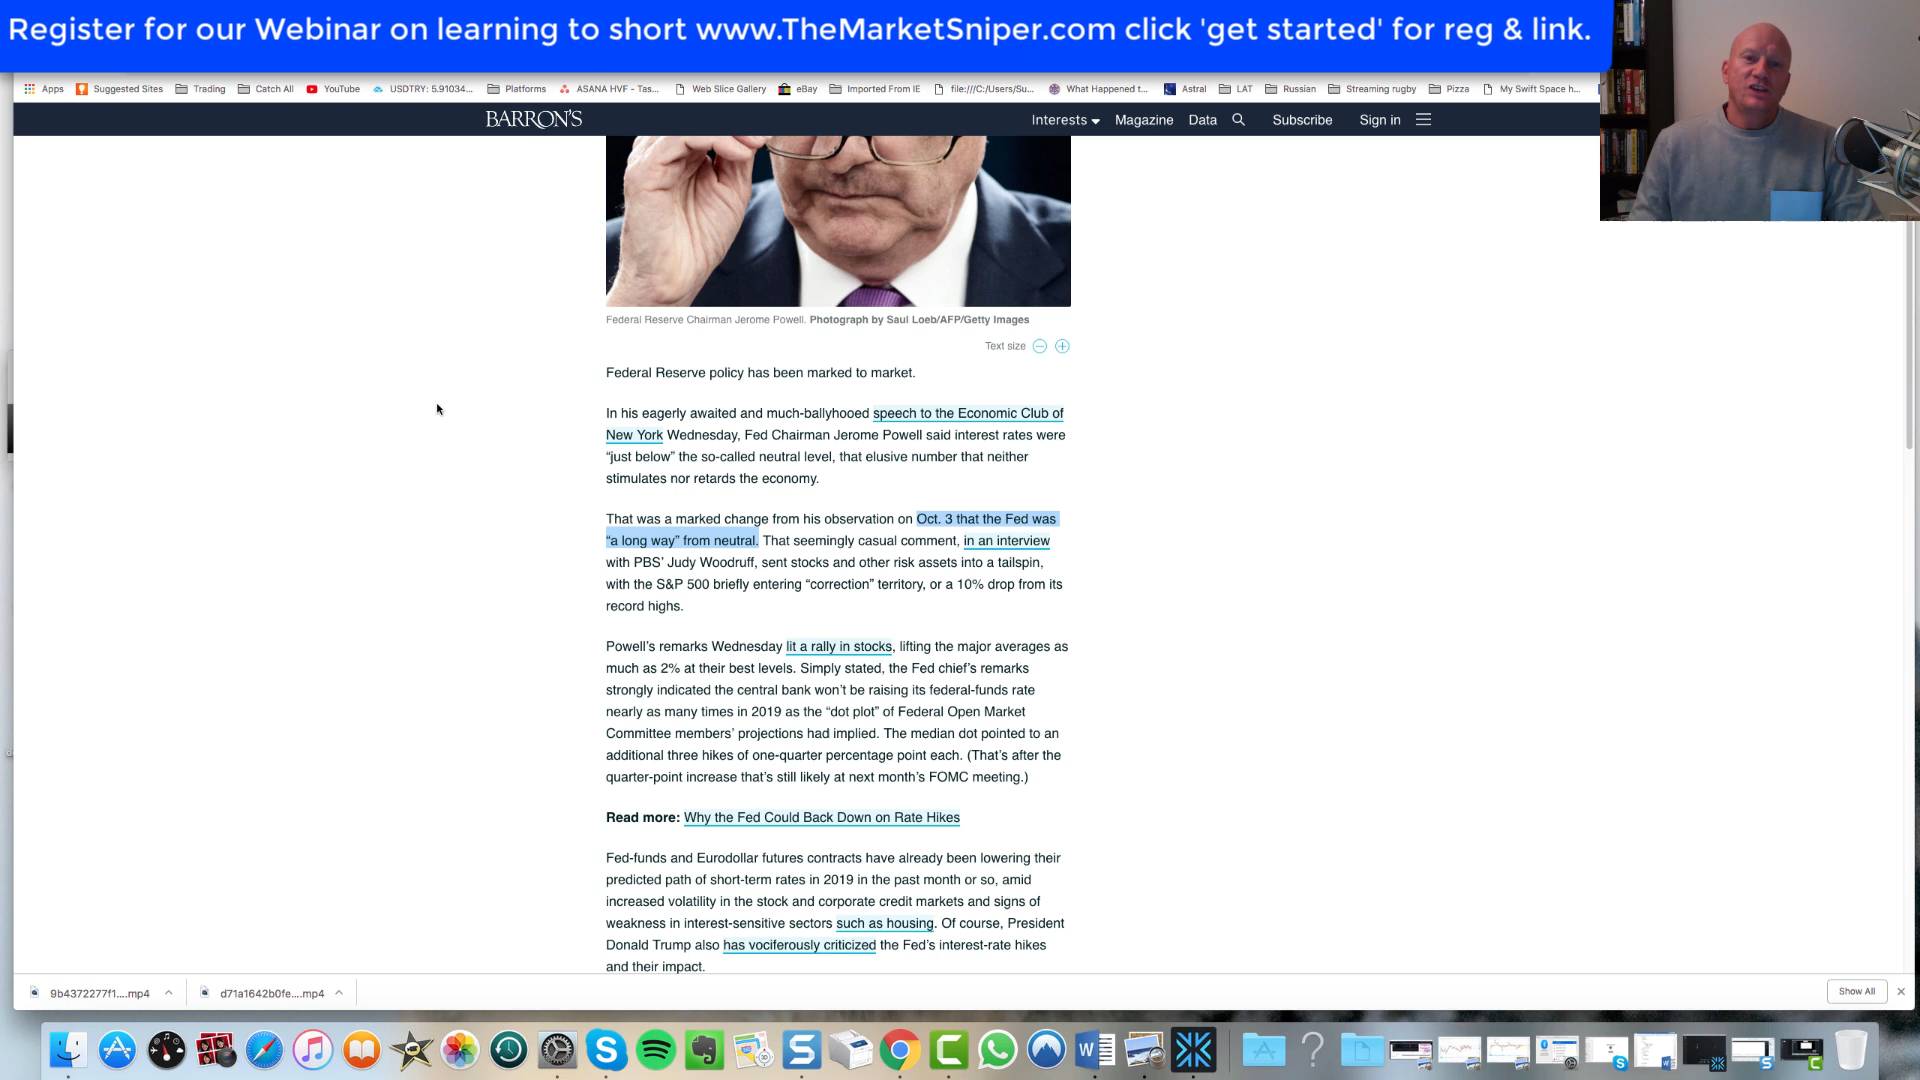 Register for our Webinar on learning to short www.TheMarketSniper.com click 'get started' for reg & link.
Apps Suggested Sites Trading Catch All YouTube USDTRY: 5.91034... Platforms ASANA HVF - Tas... Web Slice Gallery eBay Imported From IE file:///C:/Users/Su... What Happened t... Astral LAT Russian Streaming rugby Pizza My Swift Space h...
BARRON'S Interests Magazine Data Subscribe Sign in
Federal Reserve Chairman Jerome Powell. Photograph by Saul Loeb/AFP/Getty Images
Text size
Federal Reserve policy has been marked to market.
In his eagerly awaited and much-ballyhooed speech to the Economic Club of
New York Wednesday, Fed Chairman Jerome Powell said interest rates were
“just below” the so-called neutral level, that elusive number that neither
stimulates nor retards the economy.
That was a marked change from his observation on Oct. 3 that the Fed was
“a long way” from neutral. That seemingly casual comment, in an interview
with PBS’ Judy Woodruff, sent stocks and other risk assets into a tailspin,
with the S&P 500 briefly entering “correction” territory, or a 10% drop from its
record highs.
Powell’s remarks Wednesday lit a rally in stocks, lifting the major averages as
much as 2% at their best levels. Simply stated, the Fed chief’s remarks
strongly indicated the central bank won’t be raising its federal-funds rate
nearly as many times in 2019 as the “dot plot” of Federal Open Market
Committee members’ projections had implied. The median dot pointed to an
additional three hikes of one-quarter percentage point each. (That’s after the
quarter-point increase that’s still likely at next month’s FOMC meeting.)
Read more: Why the Fed Could Back Down on Rate Hikes
Fed-funds and Eurodollar futures contracts have already been lowering their
predicted path of short-term rates in 2019 in the past month or so, amid
increased volatility in the stock and corporate credit markets and signs of
weakness in interest-sensitive sectors such as housing. Of course, President
Donald Trump also has vociferously criticized the Fed’s interest-rate hikes
and their impact.
9b4372277f1....mp4 d71a1642b0fe....mp4 Show All